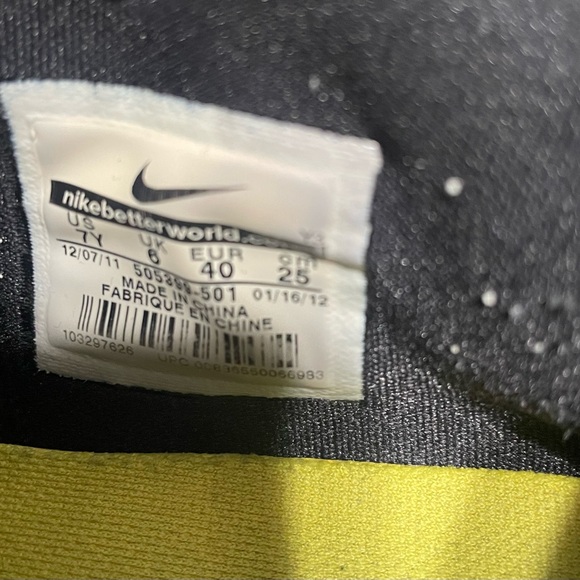 nikebetterworld.com
US UK EUR cm
7Y 6 40 25
12/07/11 505399-501 01/16/12
MADE IN CHINA
FABRIQUE EN CHINE
103297626